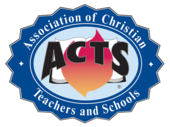 Association of Christian
ACTS
®
Teachers and Schools